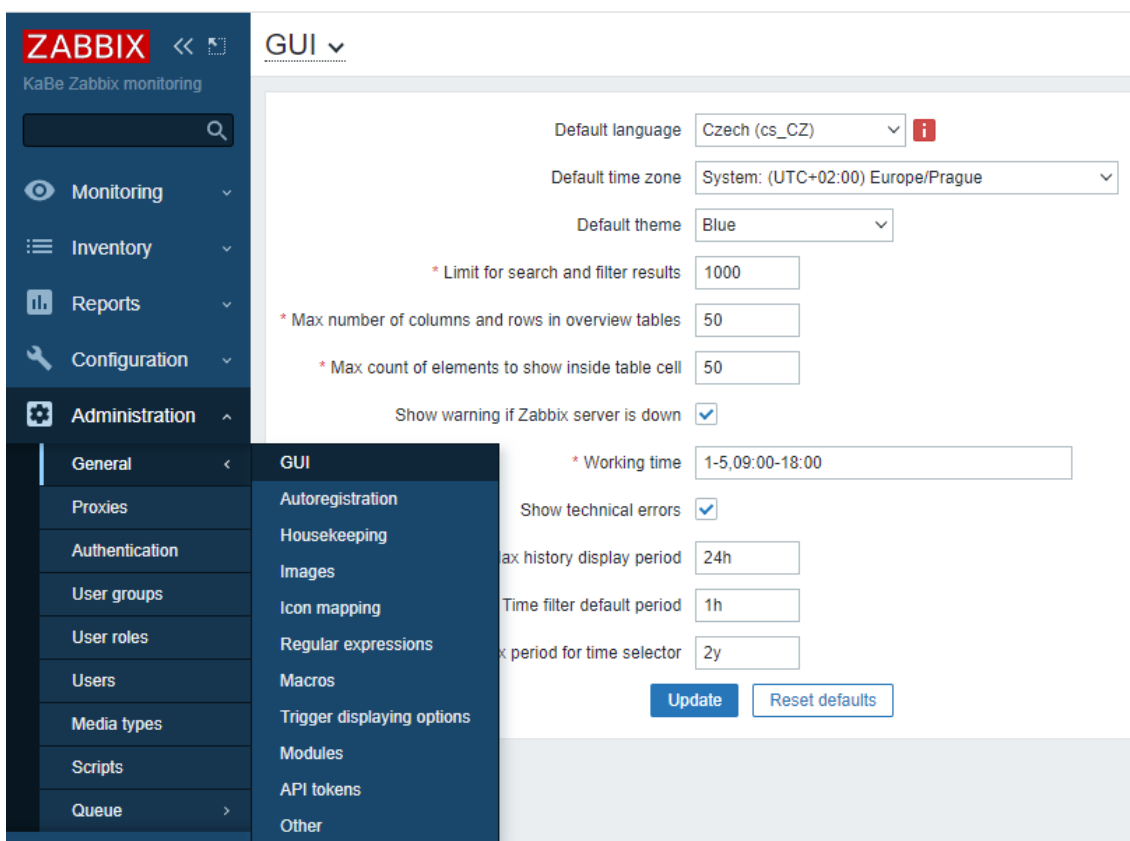 ZABBIX
KaBe Zabbix monitoring
Monitoring
Inventory
Reports
Configuration
Administration
General
Proxies
Authentication
User groups
User roles
Users
Media types
Scripts
Queue
GUI
Autoregistration
Housekeeping
Images
Icon mapping
Regular expressions
Macros
Trigger displaying options
Modules
API tokens
Other
GUI
Default language Czech (cs_CZ) i
Default time zone System: (UTC+02:00) Europe/Prague
Default theme Blue
* Limit for search and filter results 1000
* Max number of columns and rows in overview tables 50
* Max count of elements to show inside table cell 50
Show warning if Zabbix server is down
* Working time 1-5,09:00-18:00
Show technical errors
history display period 24h
Time filter default period 1h
period for time selector 2y
Update Reset defaults